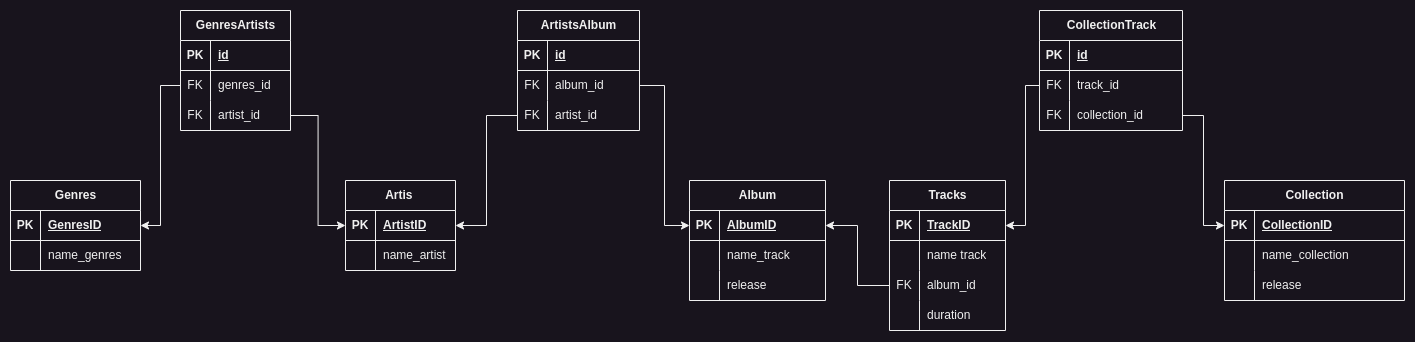 GenresArtists
PK id
FK genres_id
FK artist_id
ArtistsAlbum
PK id
FK album_id
FK artist_id
CollectionTrack
PK id
FK track_id
FK collection_id
Genres
PK GenresID
name_genres
Artis
PK ArtistID
name_artist
Album
PK AlbumID
name_track
release
Tracks
PK TrackID
name track
FK album_id
duration
Collection
PK CollectionID
name_collection
release